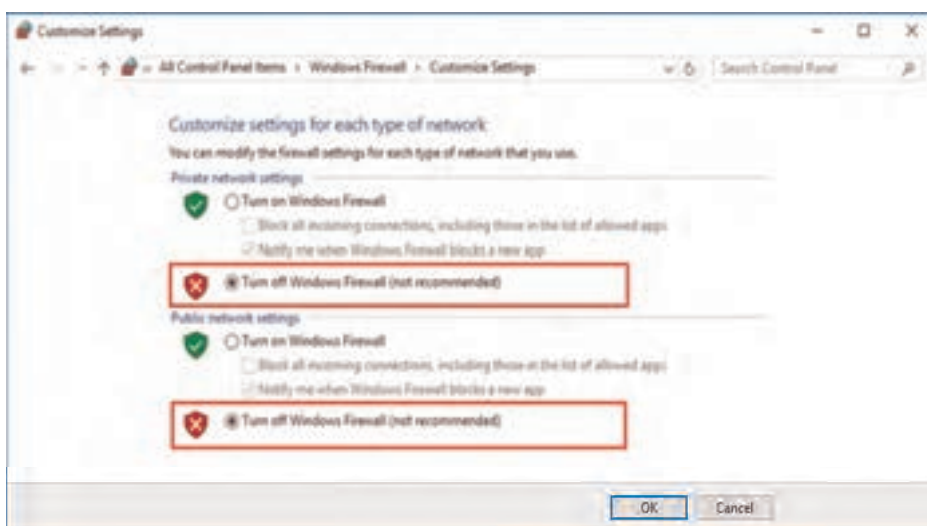 Customize Settings
All Control Panel Items › Windows Firewall › Customize Settings
Search Control Panel
Customize settings for each type of network
You can modify the firewall settings for each type of network that you use.
Private network settings
Turn on Windows Firewall
Block all incoming connections, including those in the list of allowed apps
Notify me when Windows Firewall blocks a new app
Turn off Windows Firewall (not recommended)
Public network settings
Turn on Windows Firewall
Block all incoming connections, including those in the list of allowed apps
Notify me when Windows Firewall blocks a new app
Turn off Windows Firewall (not recommended)
OK
Cancel